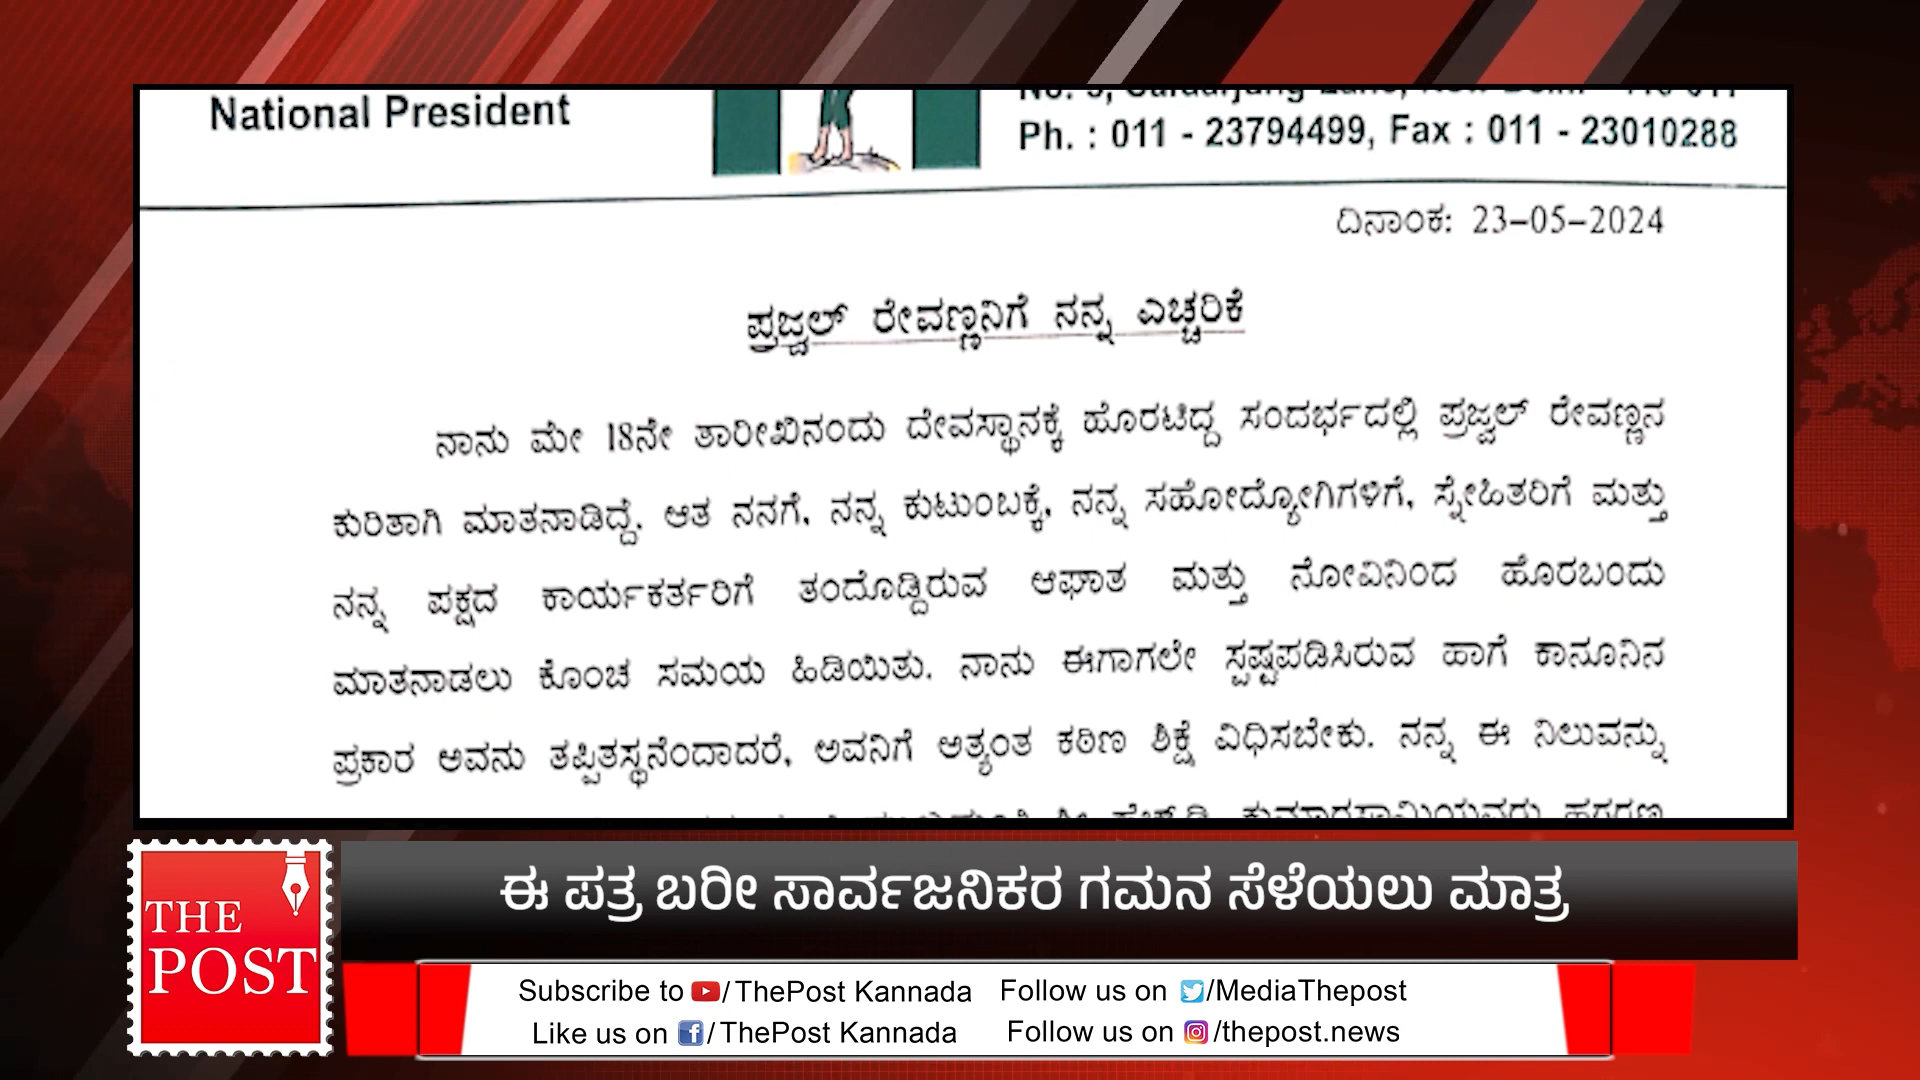 National President
Ph. : 011 - 23794499, Fax : 011 - 23010288
ದಿನಾಂಕ: 23-05-2024
ಪ್ರಜ್ವಲ್ ರೇವಣ್ಣನಿಗೆ ನನ್ನ ಎಚ್ಚರಿಕೆ
ನಾನು ಮೇ 18ನೇ ತಾರೀಖಿನಂದು ದೇವಸ್ಥಾನಕ್ಕೆ ಹೊರಟಿದ್ದ ಸಂದರ್ಭದಲ್ಲಿ ಪ್ರಜ್ವಲ್ ರೇವಣ್ಣನ
ಕುರಿತಾಗಿ ಮಾತನಾಡಿದ್ದೆ. ಆತ ನನಗೆ, ನನ್ನ ಕುಟುಂಬಕ್ಕೆ, ನನ್ನ ಸಹೋದ್ಯೋಗಿಗಳಿಗೆ, ಸ್ನೇಹಿತರಿಗೆ ಮತ್ತು
ನನ್ನ ಪಕ್ಷದ ಕಾರ್ಯಕರ್ತರಿಗೆ ತಂದೊಡ್ಡಿರುವ ಆಘಾತ ಮತ್ತು ನೋವಿನಿಂದ ಹೊರಬಂದು
ಮಾತನಾಡಲು ಕೊಂಚ ಸಮಯ ಹಿಡಿಯಿತು. ನಾನು ಈಗಾಗಲೇ ಸ್ಪಷ್ಟಪಡಿಸಿರುವ ಹಾಗೆ ಕಾನೂನಿನ
ಪ್ರಕಾರ ಅವನು ತಪ್ಪಿತಸ್ಥನೆಂದಾದರೆ, ಅವನಿಗೆ ಅತ್ಯಂತ ಕಠಿಣ ಶಿಕ್ಷೆ ವಿಧಿಸಬೇಕು. ನನ್ನ ಈ ನಿಲುವನ್ನು
THE
POST
ಈ ಪತ್ರ ಬರೀ ಸಾರ್ವಜನಿಕರ ಗಮನ ಸೆಳೆಯಲು ಮಾತ್ರ
Subscribe to /ThePost Kannada Follow us on /MediaThepost
Like us on /ThePost Kannada Follow us on /thepost.news